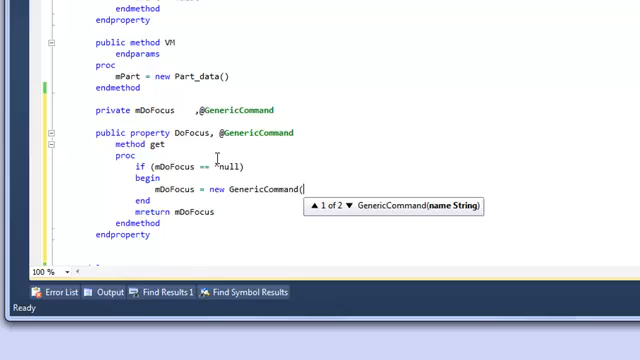 endmethod
endproperty
public method VM
endparams
proc
mPart = new Part_data()
endmethod
private mDoFocus ,@GenericCommand
public property DoFocus, @GenericCommand
method get
proc
if (mDoFocus == ^null)
begin
mDoFocus = new GenericCommand(
▲ 1 of 2 ▼ GenericCommand(name String)
end
mreturn mDoFocus
endmethod
endproperty
100 %
Error List Output Find Results 1 Find Symbol Results
Ready